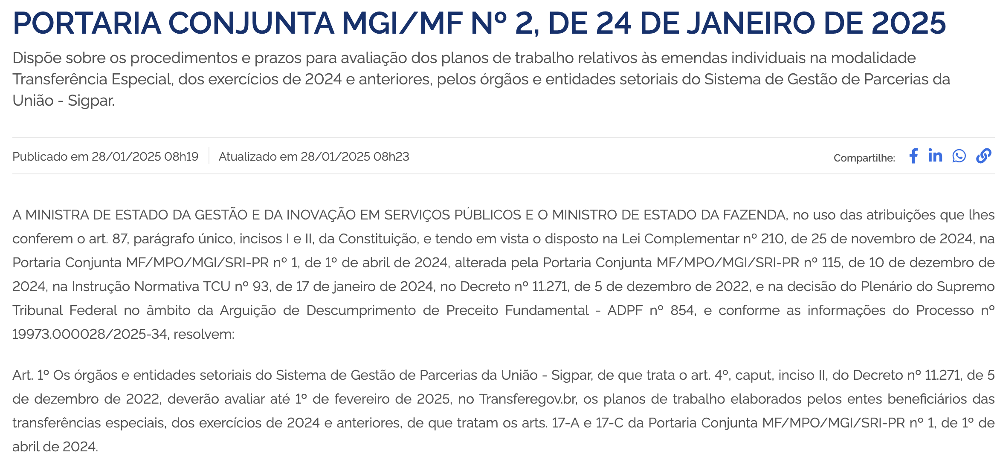 PORTARIA CONJUNTA MGI/MF Nº 2, DE 24 DE JANEIRO DE 2025
Dispõe sobre os procedimentos e prazos para avaliação dos planos de trabalho relativos às emendas individuais na modalidade
Transferência Especial, dos exercícios de 2024 e anteriores, pelos órgãos e entidades setoriais do Sistema de Gestão de Parcerias da
União - Sigpar.
Publicado em 28/01/2025 08h19 Atualizado em 28/01/2025 08h23 Compartilhe:
A MINISTRA DE ESTADO DA GESTÃO E DA INOVAÇÃO EM SERVIÇOS PÚBLICOS E O MINISTRO DE ESTADO DA FAZENDA, no uso das atribuições que lhes
conferem o art. 87, parágrafo único, incisos I e II, da Constituição, e tendo em vista o disposto na Lei Complementar nº 210, de 25 de novembro de 2024, na
Portaria Conjunta MF/MPO/MGI/SRI-PR nº 1, de 1º de abril de 2024, alterada pela Portaria Conjunta MF/MPO/MGI/SRI-PR nº 115, de 10 de dezembro de
2024, na Instrução Normativa TCU nº 93, de 17 de janeiro de 2024, no Decreto nº 11.271, de 5 de dezembro de 2022, e na decisão do Plenário do Supremo
Tribunal Federal no âmbito da Arguição de Descumprimento de Preceito Fundamental - ADPF nº 854, e conforme as informações do Processo nº
19973.000028/2025-34, resolvem:
Art. 1º Os órgãos e entidades setoriais do Sistema de Gestão de Parcerias da União - Sigpar, de que trata o art. 4º, caput, inciso II, do Decreto nº 11.271, de 5
de dezembro de 2022, deverão avaliar até 1º de fevereiro de 2025, no Transferegov.br, os planos de trabalho elaborados pelos entes beneficiários das
transferências especiais, dos exercícios de 2024 e anteriores, de que tratam os arts. 17-A e 17-C da Portaria Conjunta MF/MPO/MGI/SRI-PR nº 1, de 1º de
abril de 2024.